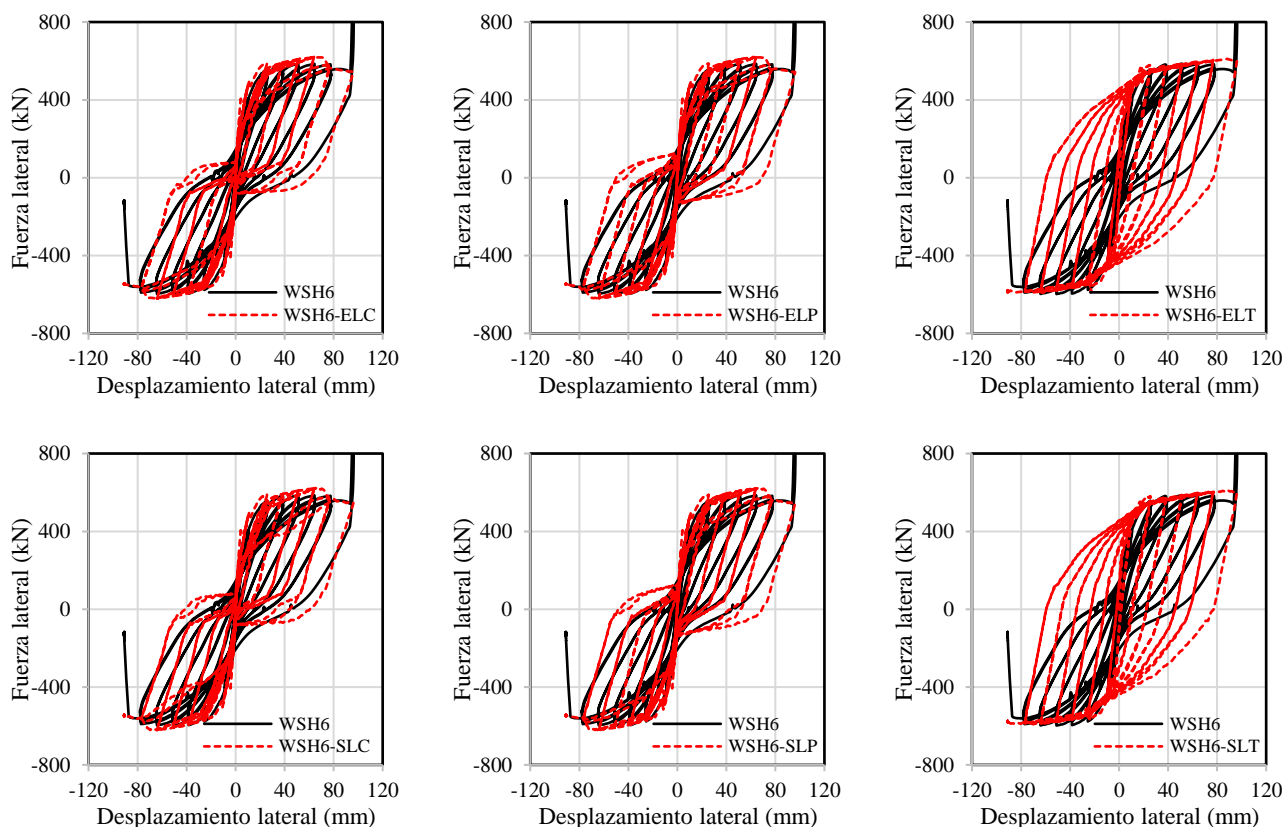 800
400
0
-400
-800
-120 -80 -40 0 40 80 120
Fuerza lateral (kN)
Desplazamiento lateral (mm)
WSH6
WSH6-ELC
800
400
0
-400
-800
-120 -80 -40 0 40 80 120
Fuerza lateral (kN)
Desplazamiento lateral (mm)
WSH6
WSH6-ELP
800
400
0
-400
-800
-120 -80 -40 0 40 80 120
Fuerza lateral (kN)
Desplazamiento lateral (mm)
WSH6
WSH6-ELT
800
400
0
-400
-800
-120 -80 -40 0 40 80 120
Fuerza lateral (kN)
Desplazamiento lateral (mm)
WSH6
WSH6-SLC
800
400
0
-400
-800
-120 -80 -40 0 40 80 120
Fuerza lateral (kN)
Desplazamiento lateral (mm)
WSH6
WSH6-SLP
800
400
0
-400
-800
-120 -80 -40 0 40 80 120
Fuerza lateral (kN)
Desplazamiento lateral (mm)
WSH6
WSH6-SLT